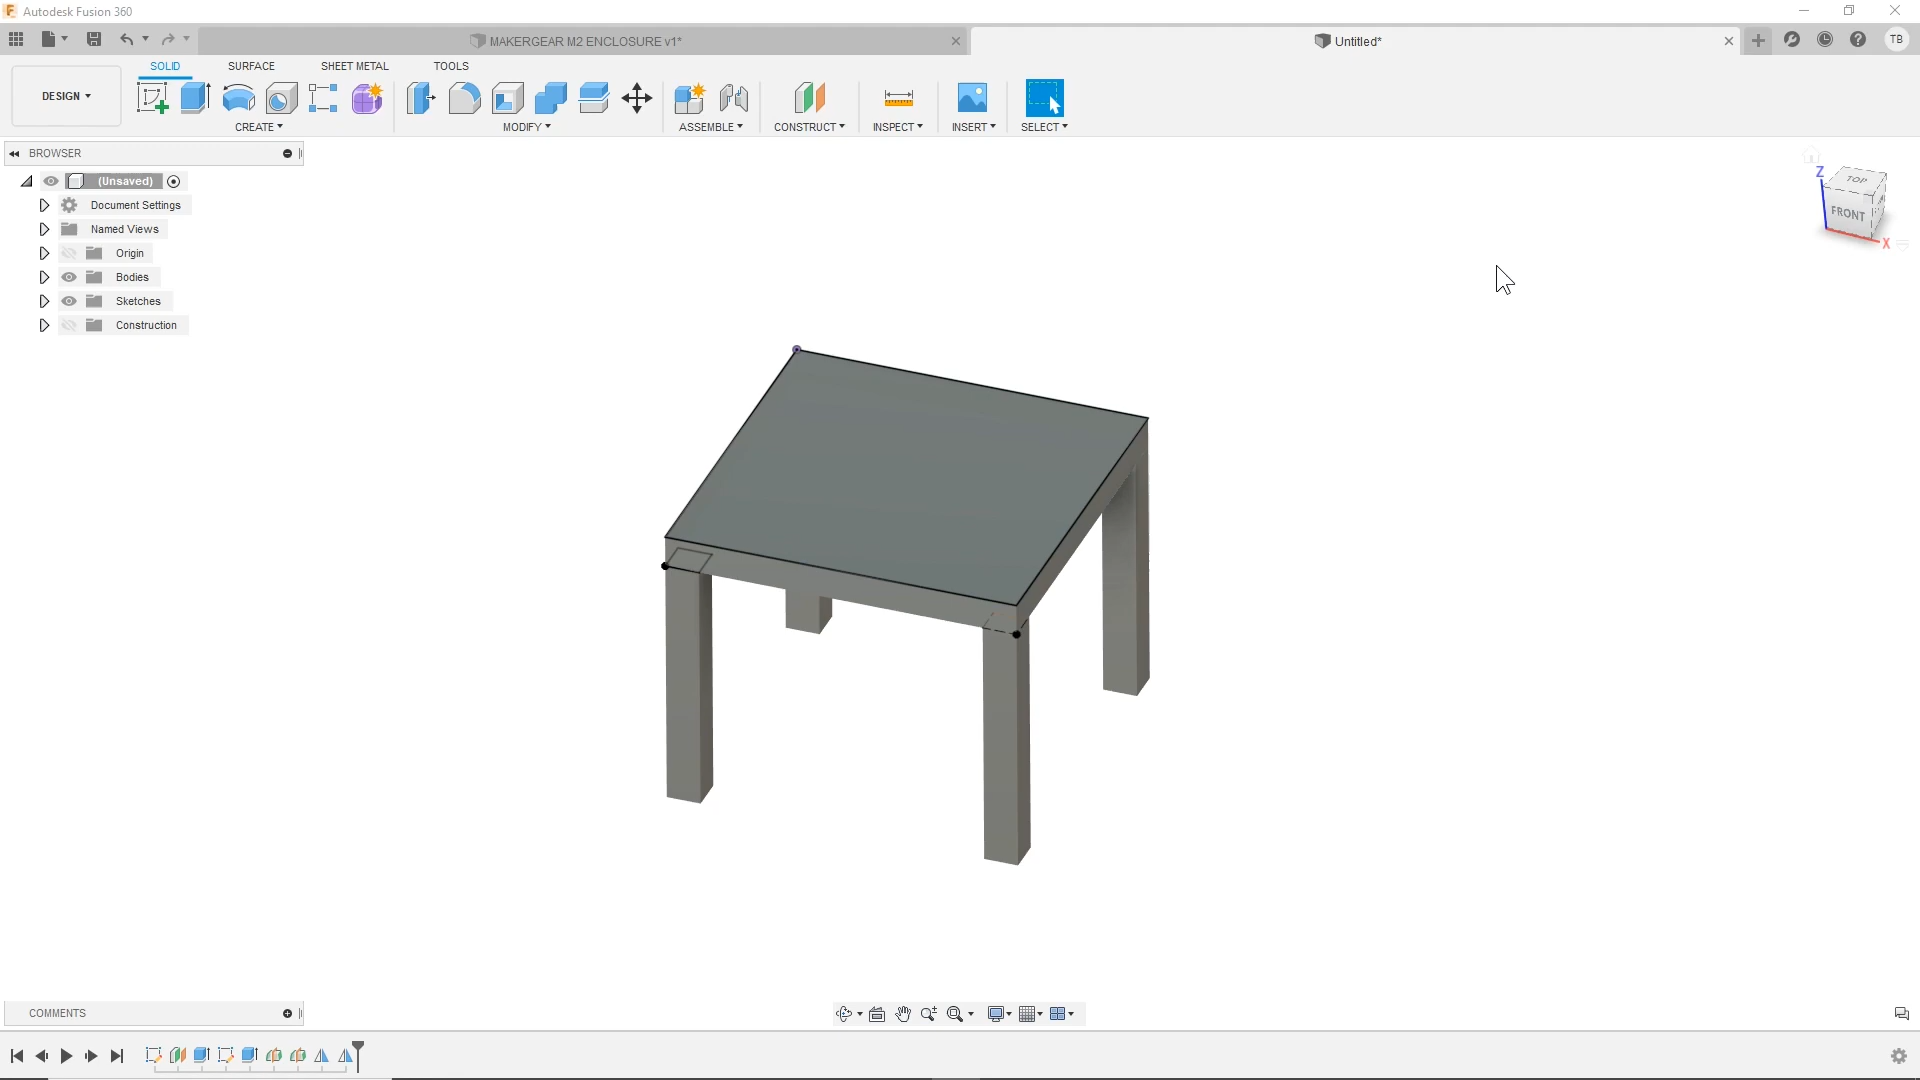 Autodesk Fusion 360
MAKERGEAR M2 ENCLOSURE v1*
Untitled*
TB
DESIGN
SOLID
SURFACE
SHEET METAL
TOOLS
CREATE
MODIFY
ASSEMBLE
CONSTRUCT
INSPECT
INSERT
SELECT
BROWSER
(Unsaved)
Document Settings
Named Views
Origin
Bodies
Sketches
Construction
Z
TOP
FRONT
X
COMMENTS